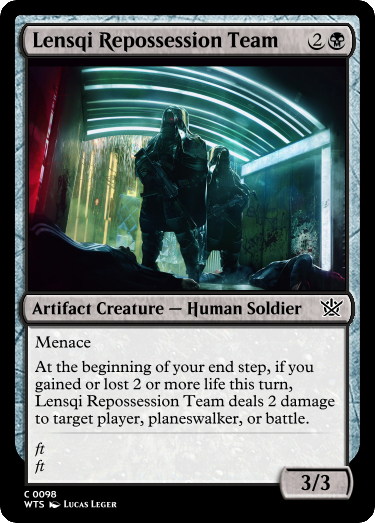 Lensqi Repossession Team 2
Artifact Creature — Human Soldier
Menace
At the beginning of your end step, if you
gained or lost 2 or more life this turn,
Lensqi Repossession Team deals 2 damage
to target player, planeswalker, or battle.
ft
ft
3/3
C 0098
WTS Lucas Leger